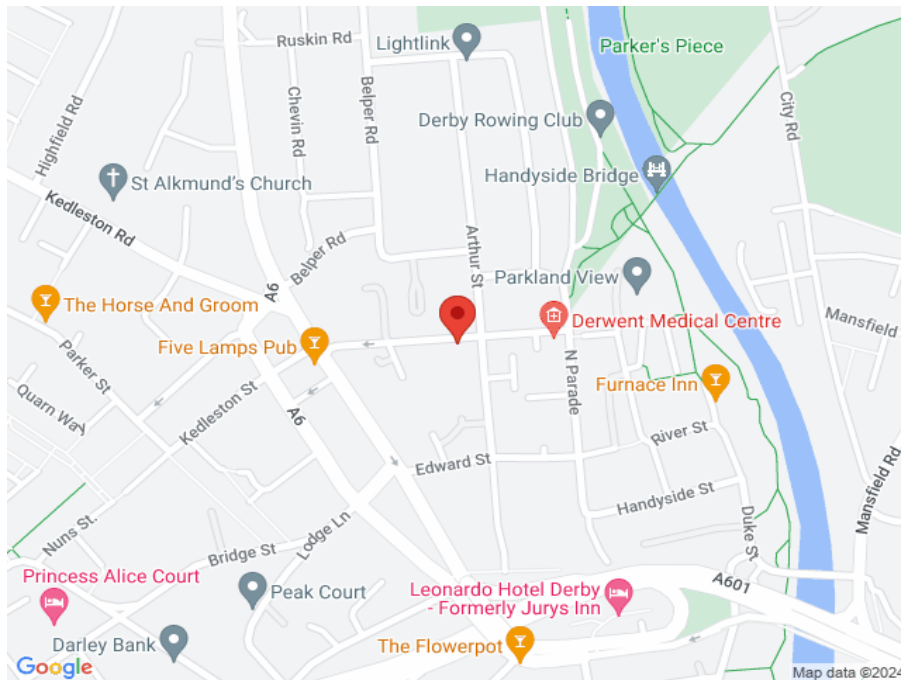 Ruskin Rd
Lightlink
Parker's Piece
Highfield Rd
Chevin Rd
Belper Rd
City Rd
Derby Rowing Club
St Alkmund's Church
Handyside Bridge
Kedleston Rd
Arthur St
Belper Rd
A6
Parkland View
The Horse And Groom
Derwent Medical Centre
Mansfield
Five Lamps Pub
Parker St
N Parade
Furnace Inn
Quarn Way
Kedleston St
A6
River St
Edward St
Mansfield Rd
Handyside St
Duke St
Nuns St.
Lodge Ln
Bridge St
Princess Alice Court
Peak Court
Leonardo Hotel Derby
- Formerly Jurys Inn
A601
Darley Bank
The Flowerpot
Google
Map data ©2024